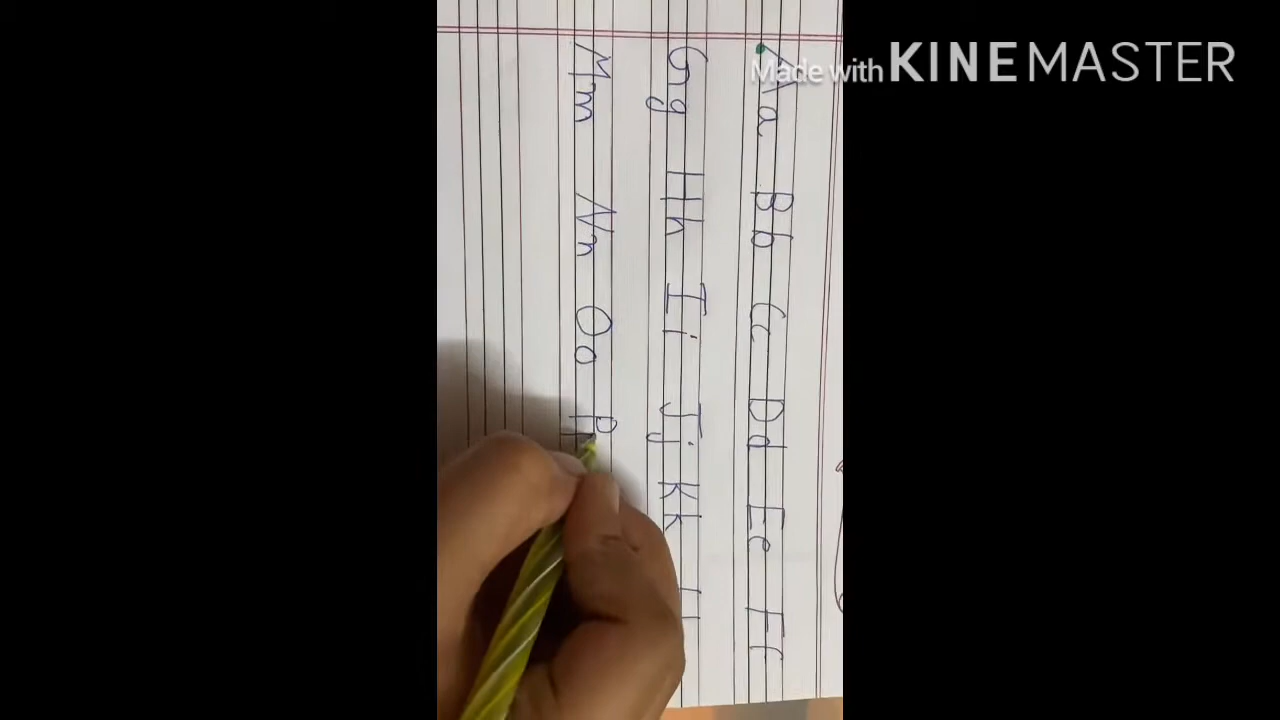 Made with KINEMASTER
Aa Bb Cc Dd Ee Ff
Gg Hh Ii Jj Kk Ll
Mm Nn Oo P